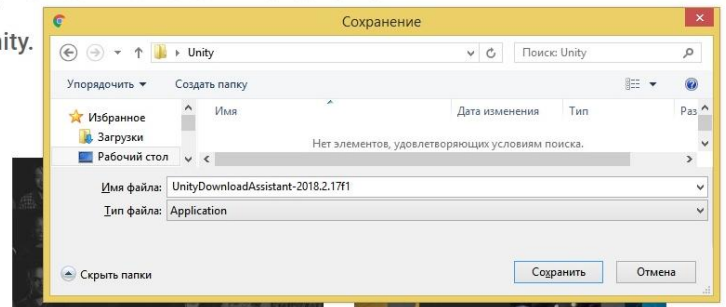 Сохранение
nity.
Unity
Поиск: Unity
Упорядочить
Создать папку
Избранное
Загрузки
Рабочий стол
Имя
Дата изменения
Тип
Раз
Нет элементов, удовлетворяющих условиям поиска.
Имя файла: UnityDownloadAssistant-2018.2.17f1
Тип файла: Application
Скрыть папки
Сохранить
Отмена